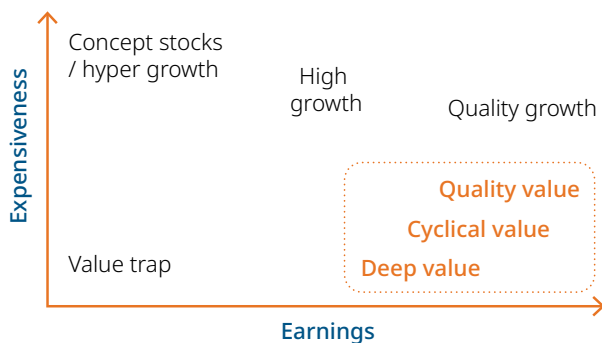 Concept stocks
/ hyper growth
High
growth
Quality growth
Expensiveness
Quality value
Cyclical value
Deep value
Value trap
Earnings